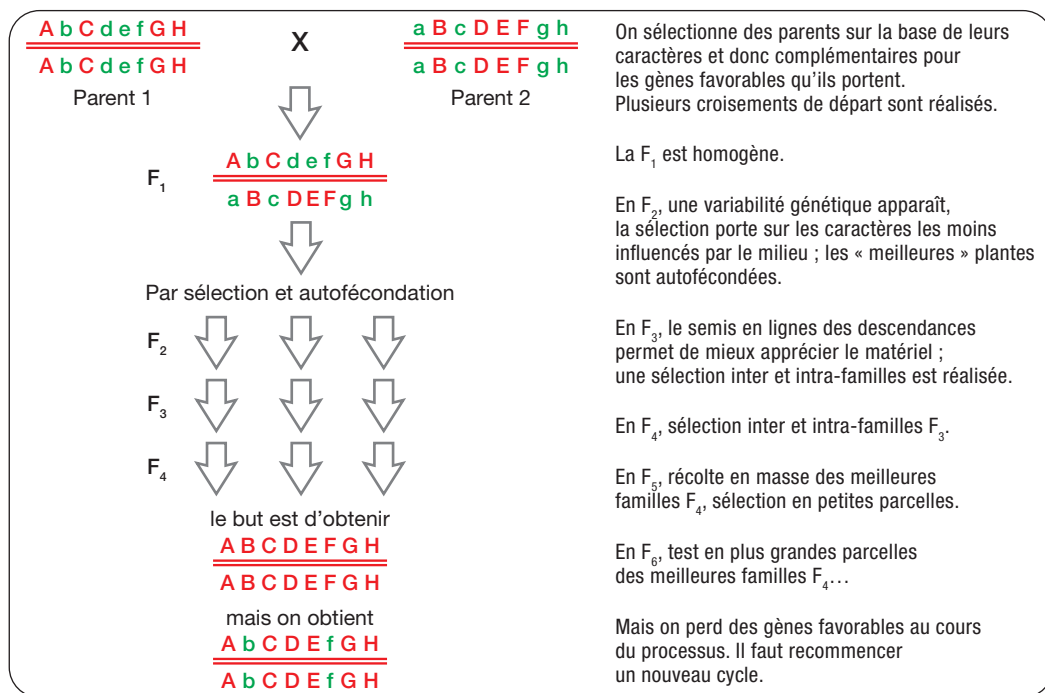 A b C d e f G H
A b C d e f G H
Parent 1
X
a B c D E F g h
a B c D E F g h
Parent 2
F1
A b C d e f G H
a B c D E F g h
Par sélection et autofécondation
F2
F3
F4
le but est d'obtenir
A B C D E F G H
A B C D E F G H
mais on obtient
A b C D E f G H
A b C D E f G H
On sélectionne des parents sur la base de leurs
caractères et donc complémentaires pour
les gènes favorables qu'ils portent.
Plusieurs croisements de départ sont réalisés.
La F1 est homogène.
En F2, une variabilité génétique apparaît,
la sélection porte sur les caractères les moins
influencés par le milieu ; les « meilleures » plantes
sont autofécondées.
En F3, le semis en lignes des descendances
permet de mieux apprécier le matériel ;
une sélection inter et intra-familles est réalisée.
En F4, sélection inter et intra-familles F3.
En F5, récolte en masse des meilleures
familles F4, sélection en petites parcelles.
En F6, test en plus grandes parcelles
des meilleures familles F4…
Mais on perd des gènes favorables au cours
du processus. Il faut recommencer
un nouveau cycle.